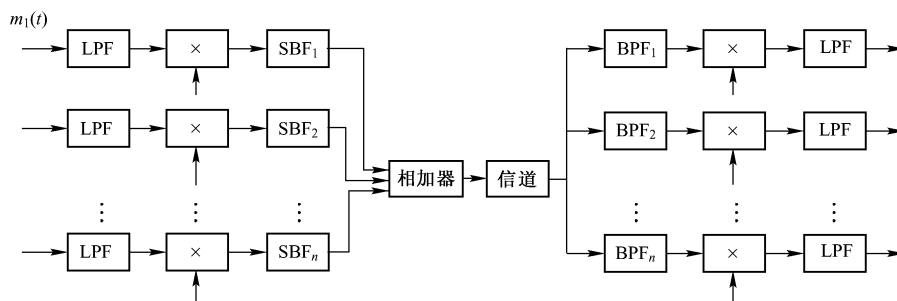 m₁(t)
LPF × SBF₁ BPF₁ × LPF
LPF × SBF₂ BPF₂ × LPF
相加器 信道
⋮ ⋮ ⋮ ⋮ ⋮ ⋮
LPF × SBFₙ BPFₙ × LPF